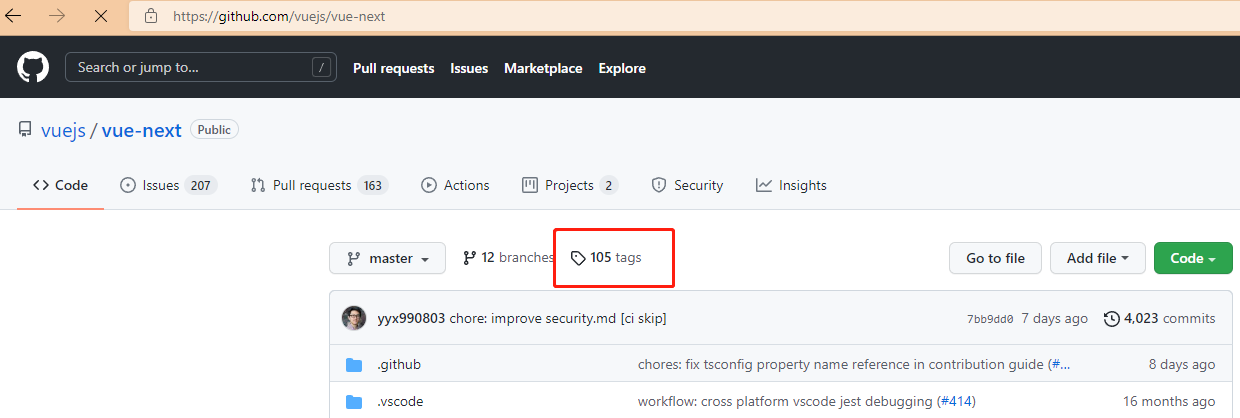 https://github.com/vuejs/vue-next
Search or jump to... / Pull requests Issues Marketplace Explore
vuejs / vue-next Public
Code Issues 207 Pull requests 163 Actions Projects 2 Security Insights
master 12 branches 105 tags Go to file Add file Code
yyx990803 chore: improve security.md [ci skip] 7bb9dd0 7 days ago 4,023 commits
.github chores: fix tsconfig property name reference in contribution guide (#... 8 days ago
.vscode workflow: cross platform vscode jest debugging (#414) 16 months ago